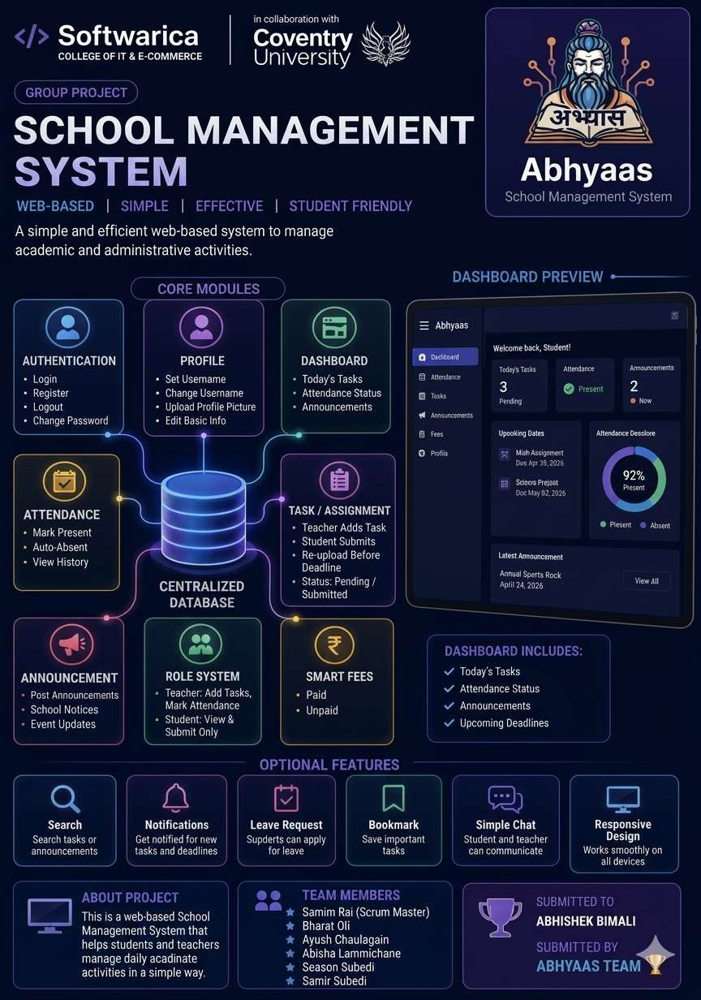 </> Softwarica
COLLEGE OF IT & E-COMMERCE
in collaboration with
Coventry
University
GROUP PROJECT
SCHOOL MANAGEMENT
SYSTEM
WEB-BASED | SIMPLE | EFFECTIVE | STUDENT FRIENDLY
A simple and efficient web-based system to manage
academic and administrative activities.
अभ्यास
Abhyaas
School Management System
CORE MODULES
AUTHENTICATION
• Login
• Register
• Logout
• Change Password
PROFILE
• Set Username
• Change Username
• Upload Profile Picture
• Edit Basic Info
DASHBOARD
• Today's Tasks
• Attendance Status
• Announcements
ATTENDANCE
• Mark Present
• Auto-Absent
• View History
CENTRALIZED
DATABASE
TASK / ASSIGNMENT
• Teacher Adds Task
• Student Submits
• Re-upload Before
Deadline
• Status: Pending /
Submitted
ANNOUNCEMENT
• Post Announcements
• School Notices
• Event Updates
ROLE SYSTEM
• Teacher: Add Tasks,
Mark Attendance
• Student: View &
Submit Only
₹
SMART FEES
• Paid
• Unpaid
DASHBOARD PREVIEW
Abhyaas
Attendance
Announcements
Fees
Welcome back, Student!
Today's Tasks
3
Pending
Attendance
Present
Announcements
2
Now
Upooking Dates
Mish Assignment
Dvs Apr 38, 2026
Sciears Prejoct
Doc May 92, 2026
Attendance Desslore
92%
Present
Plesent
Absent
Latest Announcement
Annual Sperts Rock
April 24, 2026
View All
DASHBOARD INCLUDES:
✓ Today's Tasks
✓ Attendance Status
✓ Announcements
✓ Upcoming Deadlines
OPTIONAL FEATURES
Search
Search tasks or
announcements
Notifications
Get notified for new
tasks and deadlines
Leave Request
Supderts can apply
for leave
Bookmark
Save important
tasks
Simple Chat
Student and teacher
can communicate
Responsive
Design
Works smoothly on
all devices
ABOUT PROJECT
This is a web-based School
Management System that
helps students and teachers
manage daily acadinate
activities in a simple way.
TEAM MEMBERS
Samim Rai (Scrum Master)
Bharat Oli
Ayush Chaulagain
Abisha Lammichane
Season Subedi
Samir Subedi
SUBMITTED TO
ABHISHEK BIMALI
SUBMITTED BY
ABHYAAS TEAM